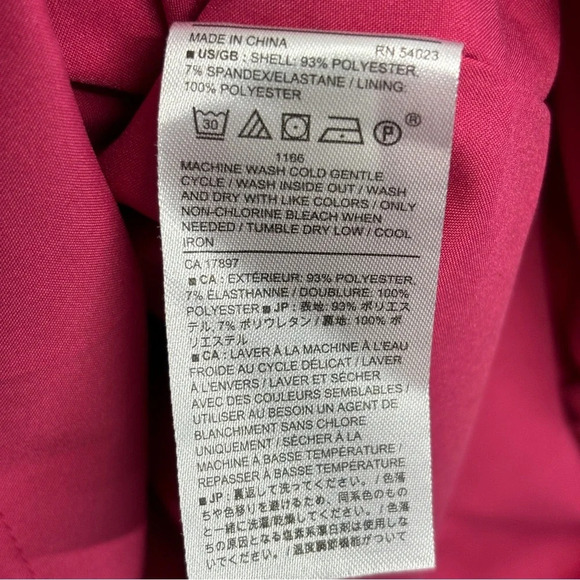 MADE IN CHINA RN 54023
■ US/GB : SHELL: 93% POLYESTER,
7% SPANDEX/ELASTANE / LINING:
100% POLYESTER
30 P
1166
MACHINE WASH COLD GENTLE
CYCLE / WASH INSIDE OUT / WASH
AND DRY WITH LIKE COLORS / ONLY
NON-CHLORINE BLEACH WHEN
NEEDED / TUMBLE DRY LOW / COOL
IRON
CA 17897
■ CA : EXTÉRIEUR: 93% POLYESTER,
7% ÉLASTHANNE / DOUBLURE: 100%
POLYESTER ■ JP : 表地: 93% ポリエス
テル, 7% ポリウレタン / 裏地: 100% ポ
リエステル
■ CA : LAVER À LA MACHINE À L'EAU
FROIDE AU CYCLE DÉLICAT / LAVER
À L'ENVERS / LAVER ET SÉCHER
AVEC DES COULEURS SEMBLABLES /
UTILISER AU BESOIN UN AGENT DE
BLANCHIMENT SANS CHLORE
UNIQUEMENT / SÉCHER À LA
MACHINE À BASSE TEMPÉRATURE /
REPASSER À BASSE TEMPÉRATURE
■ JP : 裏返して洗ってください。/ 色落
ちや色移りを避けるため、同系色のもの
と一緒に洗濯/乾燥してください。/ 色落
ちの原因となる塩素系漂白剤は使用しな
いでください。/ 温度調節機能がついて